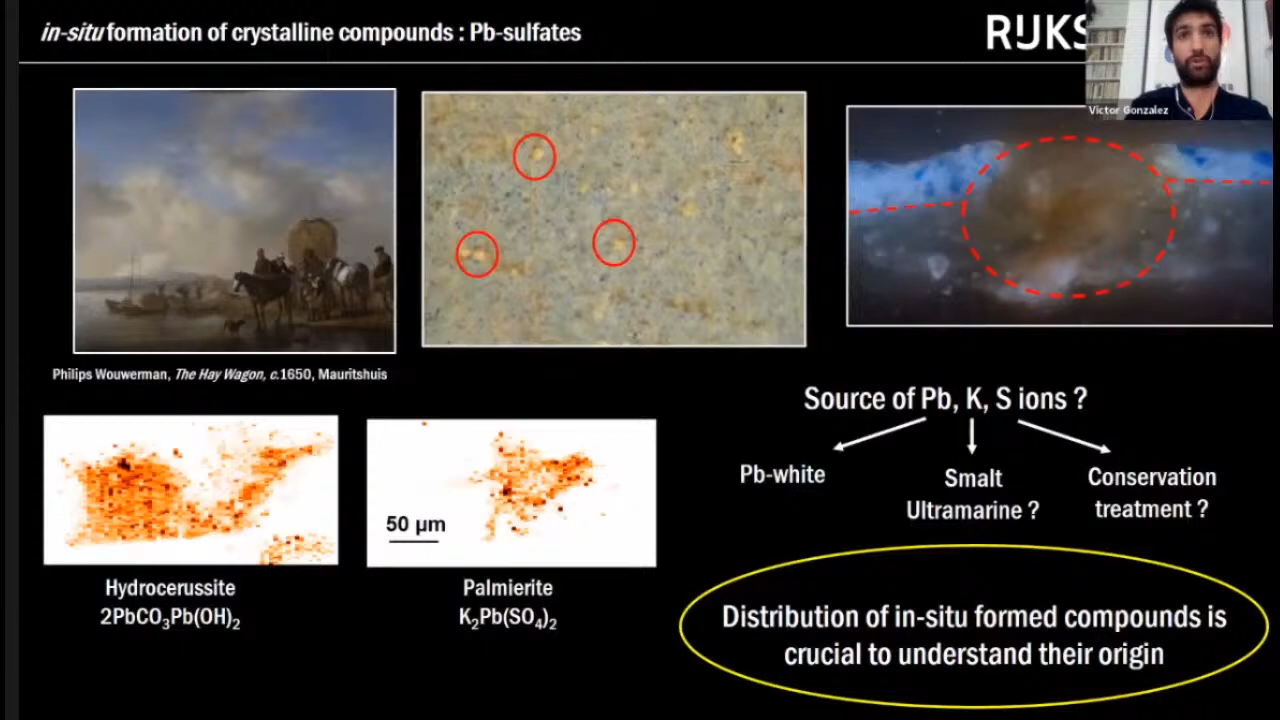 in-situ formation of crystalline compounds : Pb-sulfates
RIJKS
Victor Gonzalez
Philips Wouwerman, The Hay Wagon, c.1650, Mauritshuis
Source of Pb, K, S ions ?
Pb-white
Smalt
Ultramarine ?
Conservation
treatment ?
50 µm
Hydrocerussite
2PbCO₃Pb(OH)₂
Palmierite
K₂Pb(SO₄)₂
Distribution of in-situ formed compounds is
crucial to understand their origin